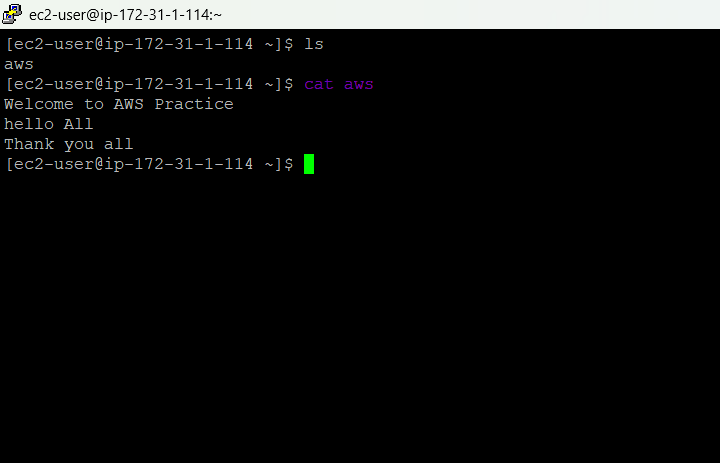 ec2-user@ip-172-31-1-114:~
[ec2-user@ip-172-31-1-114 ~]$ ls
aws
[ec2-user@ip-172-31-1-114 ~]$ cat aws
Welcome to AWS Practice
hello All
Thank you all
[ec2-user@ip-172-31-1-114 ~]$